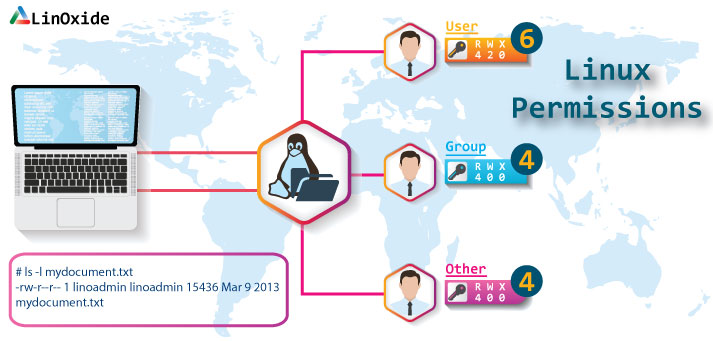 LinOxide
User
R W X
4 2 0
6
Linux
Permissions
Group
R W X
4 0 0
4
Other
R W X
4 0 0
4
# ls -l mydocument.txt
-rw-r--r-- 1 linoadmin linoadmin 15436 Mar 9 2013
mydocument.txt